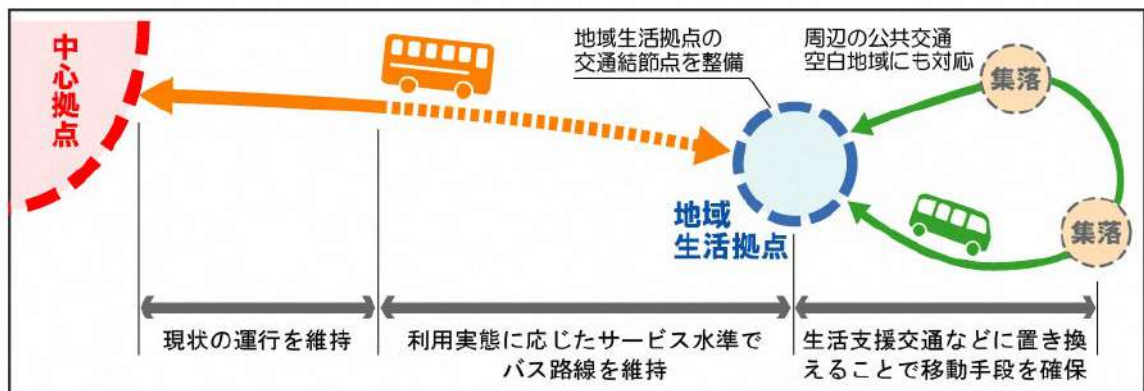 中心拠点
地域生活拠点の
交通結節点を整備
周辺の公共交通
空白地域にも対応
集落
集落
地域
生活拠点
現状の運行を維持
利用実態に応じたサービス水準で
バス路線を維持
生活支援交通などに置き換
えることで移動手段を確保